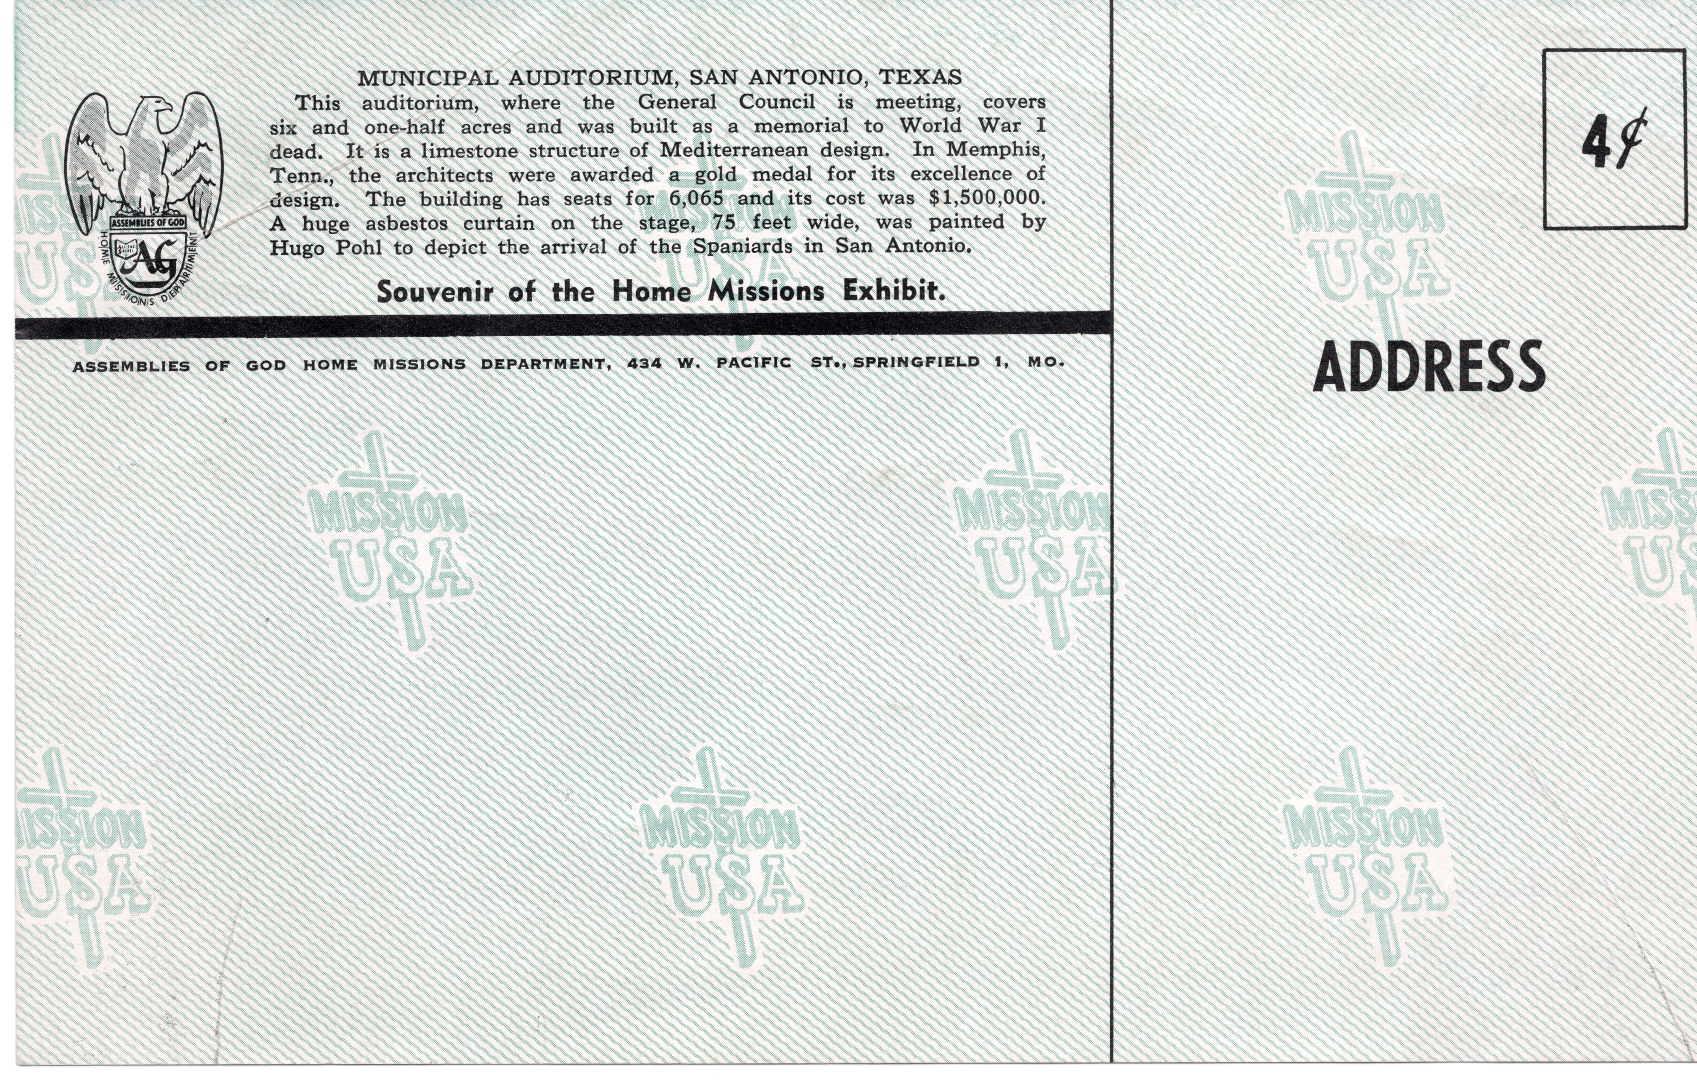 MUNICIPAL AUDITORIUM, SAN ANTONIO, TEXAS
This auditorium, where the General Council is meeting, covers
six and one-half acres and was built as a memorial to World War I
dead. It is a limestone structure of Mediterranean design. In Memphis,
Tenn., the architects were awarded a gold medal for its excellence of
design. The building has seats for 6,065 and its cost was $1,500,000.
A huge asbestos curtain on the stage, 75 feet wide, was painted by
Hugo Pohl to depict the arrival of the Spaniards in San Antonio.
Souvenir of the Home Missions Exhibit.
ASSEMBLIES OF GOD
AG
HOME MISSIONS DEPARTMENT
ASSEMBLIES OF GOD HOME MISSIONS DEPARTMENT, 434 W. PACIFIC ST., SPRINGFIELD 1, MO.
4¢
ADDRESS
MISSION
USA
MISSION
USA
MISSION
USA
MISSION
USA
MISSION
USA
MISSION
USA